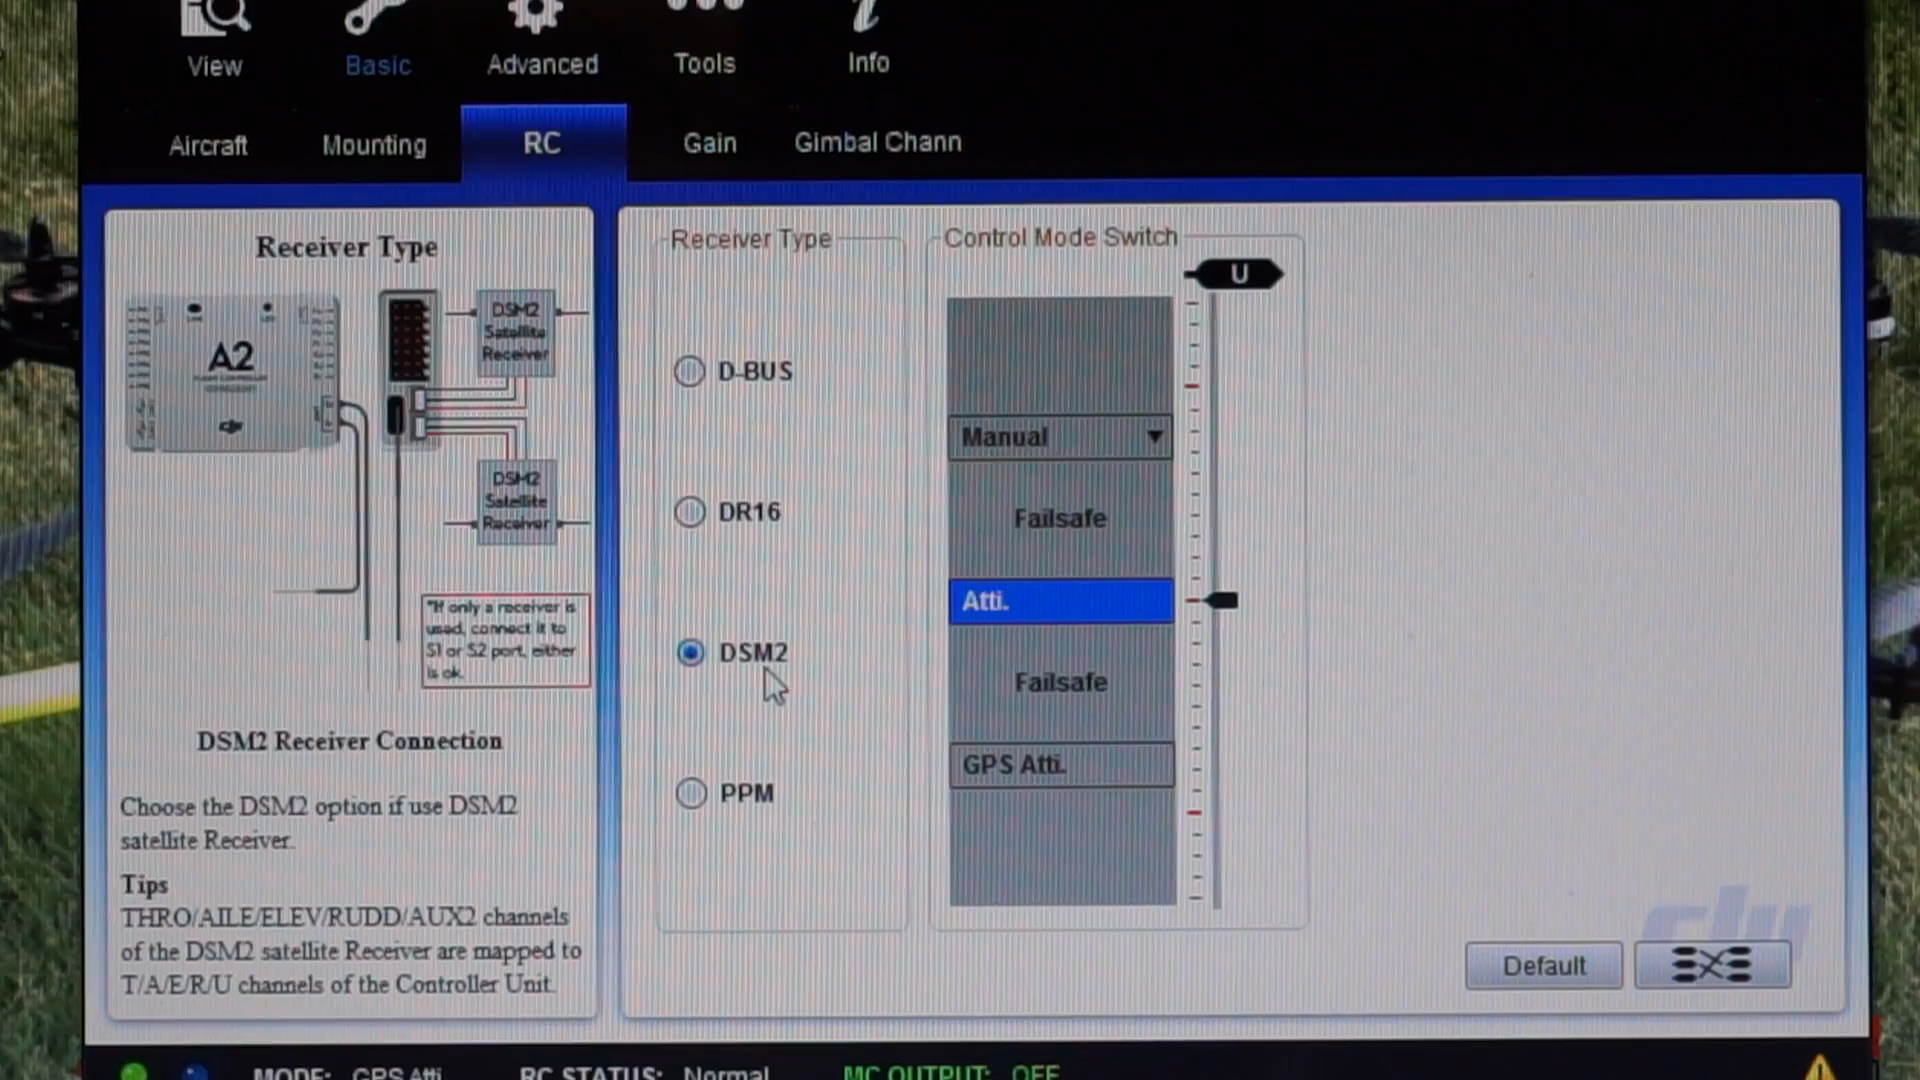 View Basic Advanced Tools Info
Aircraft Mounting RC Gain Gimbal Chann
Receiver Type
A2
DSM2
Satellite
Receiver
DSM2
Satellite
Receiver
"If only a receiver is
used, connect it to
S1 or S2 port, either
is ok.
DSM2 Receiver Connection
Choose the DSM2 option if use DSM2
satellite Receiver.
Tips
THRO/AILE/ELEV/RUDD/AUX2 channels
of the DSM2 satellite Receiver are mapped to
T/A/E/R/U channels of the Controller Unit.
Receiver Type
D-BUS
DR16
DSM2
PPM
Control Mode Switch
U
Manual
Failsafe
Atti.
Failsafe
GPS Atti.
Default
MODE: GPS Atti. RC STATUS: Normal MC OUTPUT: OFF